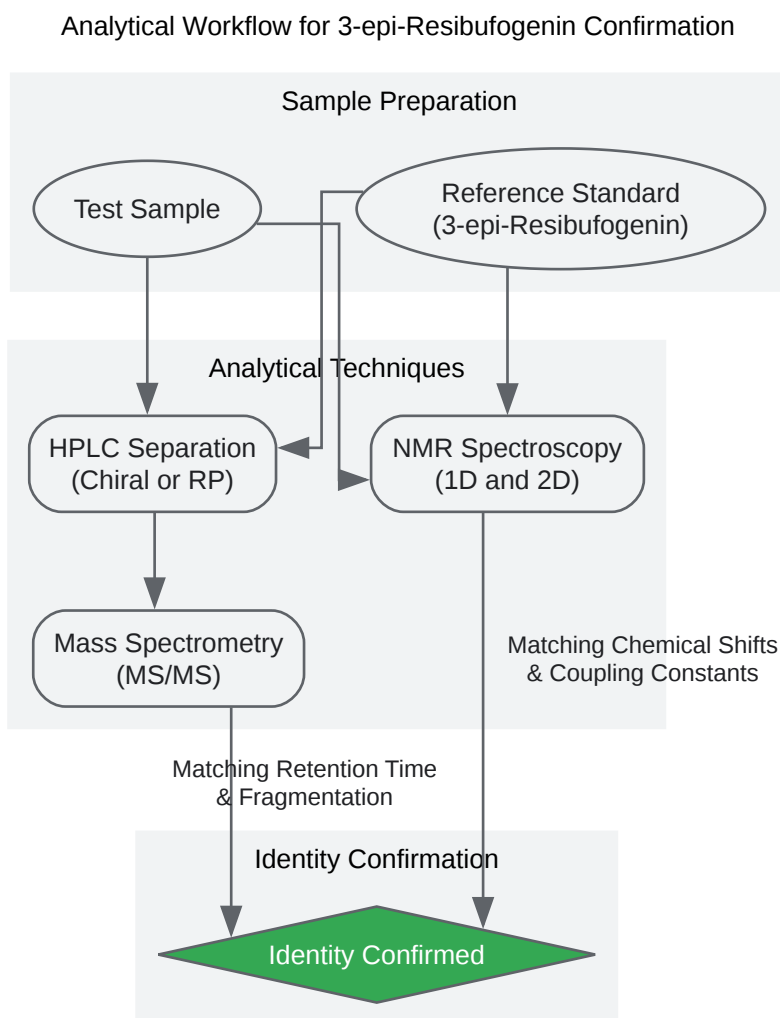 Analytical Workflow for 3-epi-Resibufogenin Confirmation
Sample Preparation
Test Sample
Reference Standard
(3-epi-Resibufogenin)
Analytical Techniques
HPLC Separation
(Chiral or RP)
NMR Spectroscopy
(1D and 2D)
Mass Spectrometry
(MS/MS)
Matching Chemical Shifts
& Coupling Constants
Matching Retention Time
& Fragmentation
Identity Confirmation
Identity Confirmed